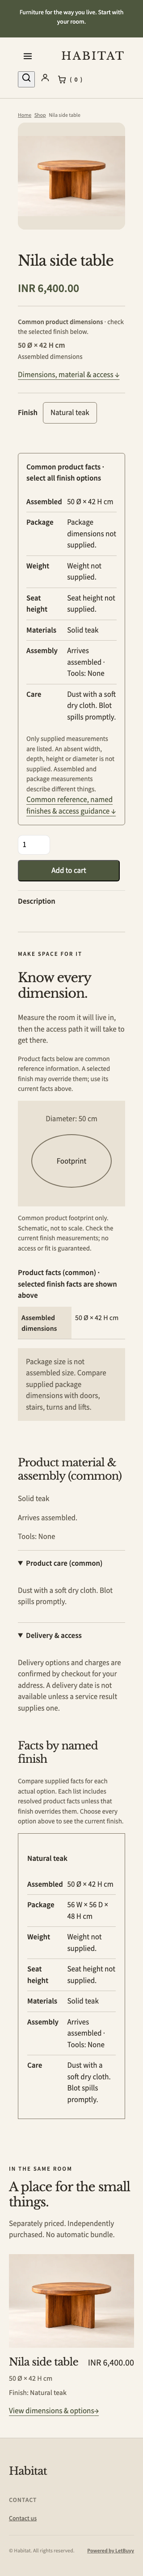 Furniture for the way you live. Start with
your room.
HABITAT
( 0 )
Home Shop Nila side table
Nila side table
INR 6,400.00
Common product dimensions · check
the selected finish below.
50 Ø × 42 H cm
Assembled dimensions
Dimensions, material & access ↓
Finish Natural teak
Common product facts ·
select all finish options
Assembled 50 Ø × 42 H cm
Package Package
dimensions not
supplied.
Weight Weight not
supplied.
Seat Seat height not
height supplied.
Materials Solid teak
Assembly Arrives
assembled ·
Tools: None
Care Dust with a soft
dry cloth. Blot
spills promptly.
Only supplied measurements
are listed. An absent width,
depth, height or diameter is not
supplied. Assembled and
package measurements
describe different things.
Common reference, named
finishes & access guidance ↓
1
Add to cart
Description
MAKE SPACE FOR IT
Know every
dimension.
Measure the room it will live in,
then the access path it will take to
get there.
Product facts below are common
reference information. A selected
finish may override them; use its
current facts above.
Diameter: 50 cm
Footprint
Common product footprint only.
Schematic, not to scale. Check the
current finish measurements; no
access or fit is guaranteed.
Product facts (common) ·
selected finish facts are shown
above
Assembled 50 Ø × 42 H cm
dimensions
Package size is not
assembled size. Compare
supplied package
dimensions with doors,
stairs, turns and lifts.
Product material &
assembly (common)
Solid teak
Arrives assembled.
Tools: None
▼ Product care (common)
Dust with a soft dry cloth. Blot
spills promptly.
▼ Delivery & access
Delivery options and charges are
confirmed by checkout for your
address. A delivery date is not
available unless a service result
supplies one.
Facts by named
finish
Compare supplied facts for each
actual option. Each list includes
resolved product facts unless that
finish overrides them. Choose every
option above to see the current finish.
Natural teak
Assembled 50 Ø × 42 H cm
Package 56 W × 56 D ×
48 H cm
Weight Weight not
supplied.
Seat Seat height not
height supplied.
Materials Solid teak
Assembly Arrives
assembled ·
Tools: None
Care Dust with a
soft dry cloth.
Blot spills
promptly.
IN THE SAME ROOM
A place for the small
things.
Separately priced. Independently
purchased. No automatic bundle.
Nila side table INR 6,400.00
50 Ø × 42 H cm
Finish: Natural teak
View dimensions & options→
Habitat
CONTACT
Contact us
© Habitat. All rights reserved. Powered by LetBuyy